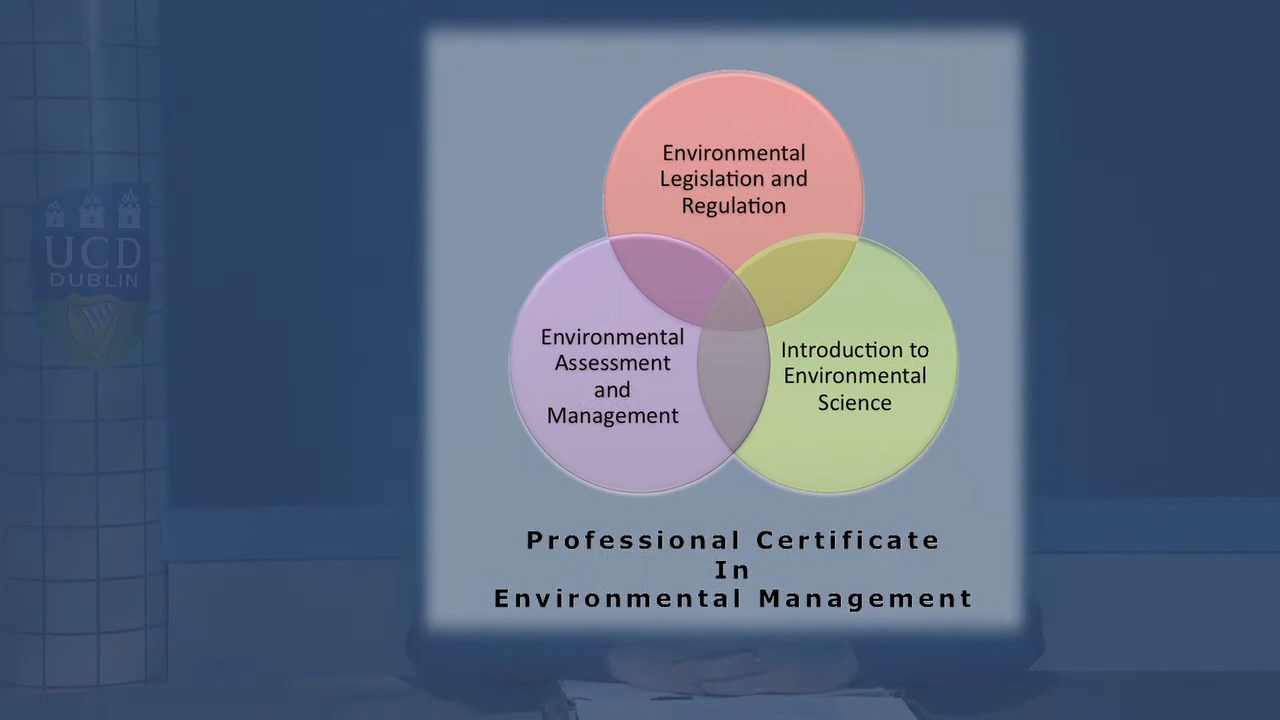 Environmental
Legislation and
Regulation
Environmental
Assessment
and
Management
Introduction to
Environmental
Science
Professional Certificate
In
Environmental Management
UCD
DUBLIN